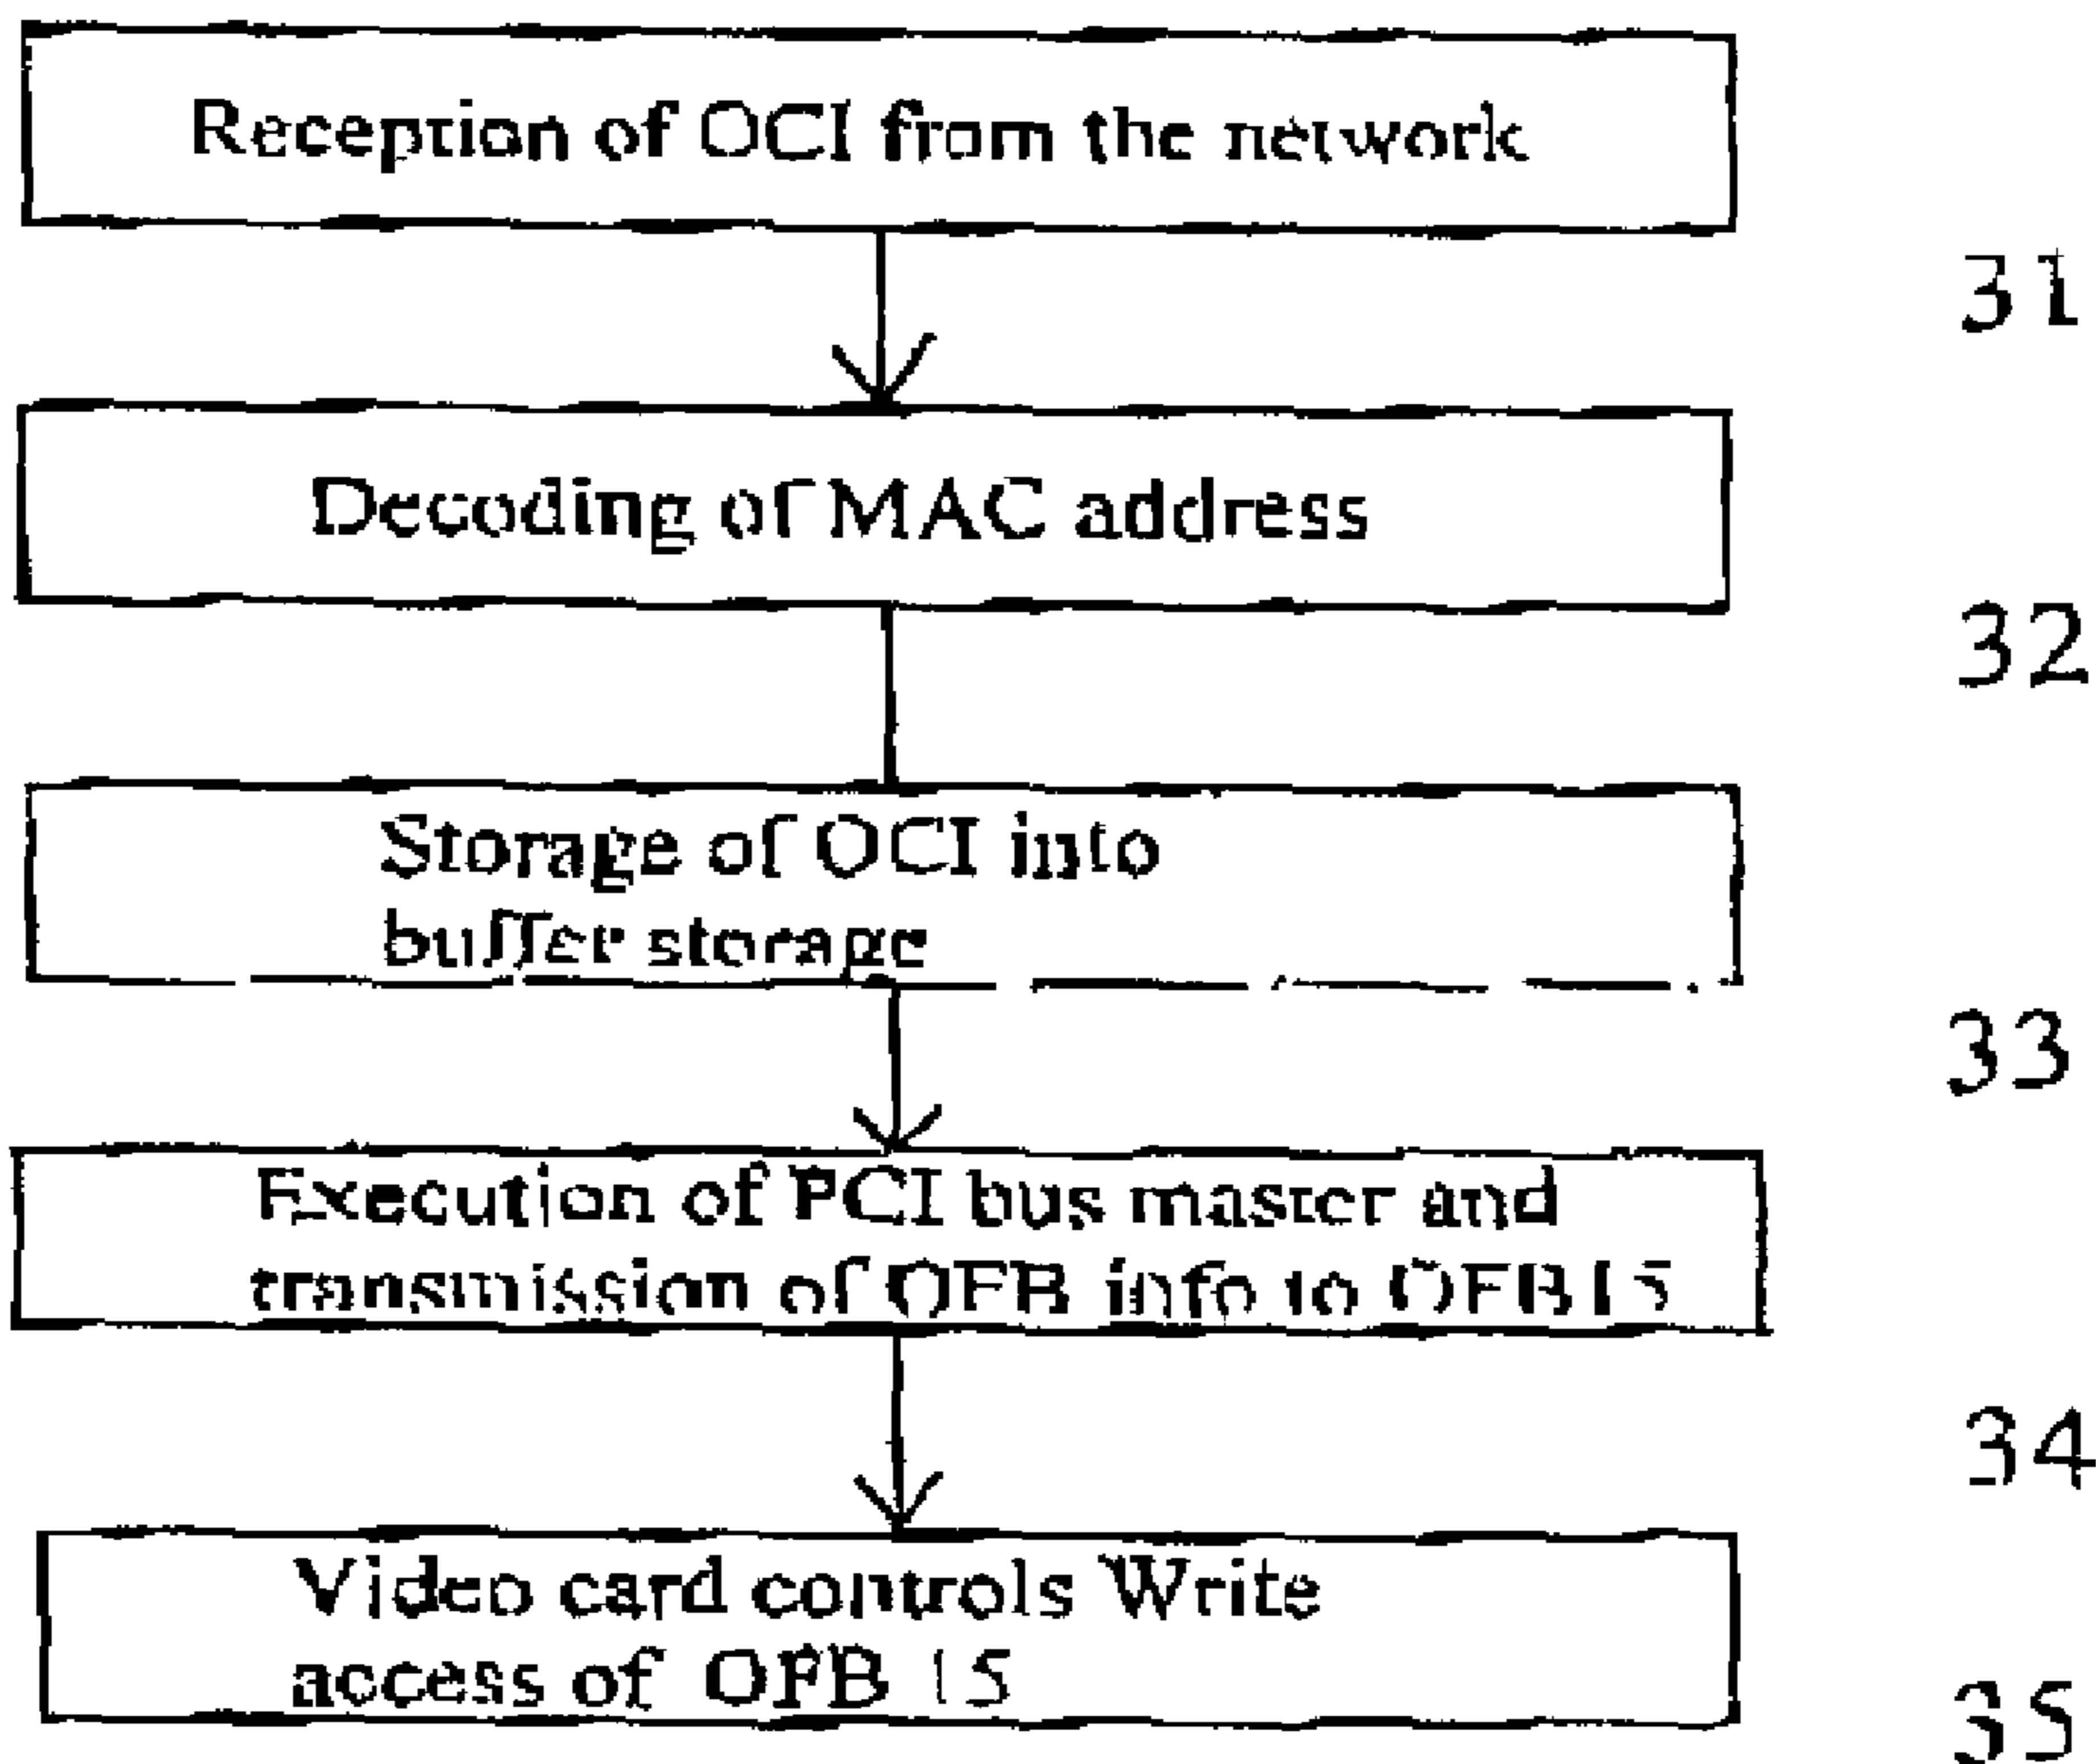 Reception of OCI from the network
31
Decoding of MAC address
32
Storage of OCI into
buffer storage
33
Execution of PCI bus master and
transmission of OFB info to OFB15
34
Video card controls Write
access of OFB 15
35